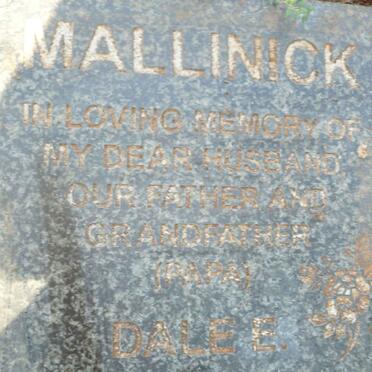 MALLINICK
IN LOVING MEMORY OF
MY DEAR HUSBAND
OUR FATHER AND
GRANDFATHER
(PAPA)
DALE E.